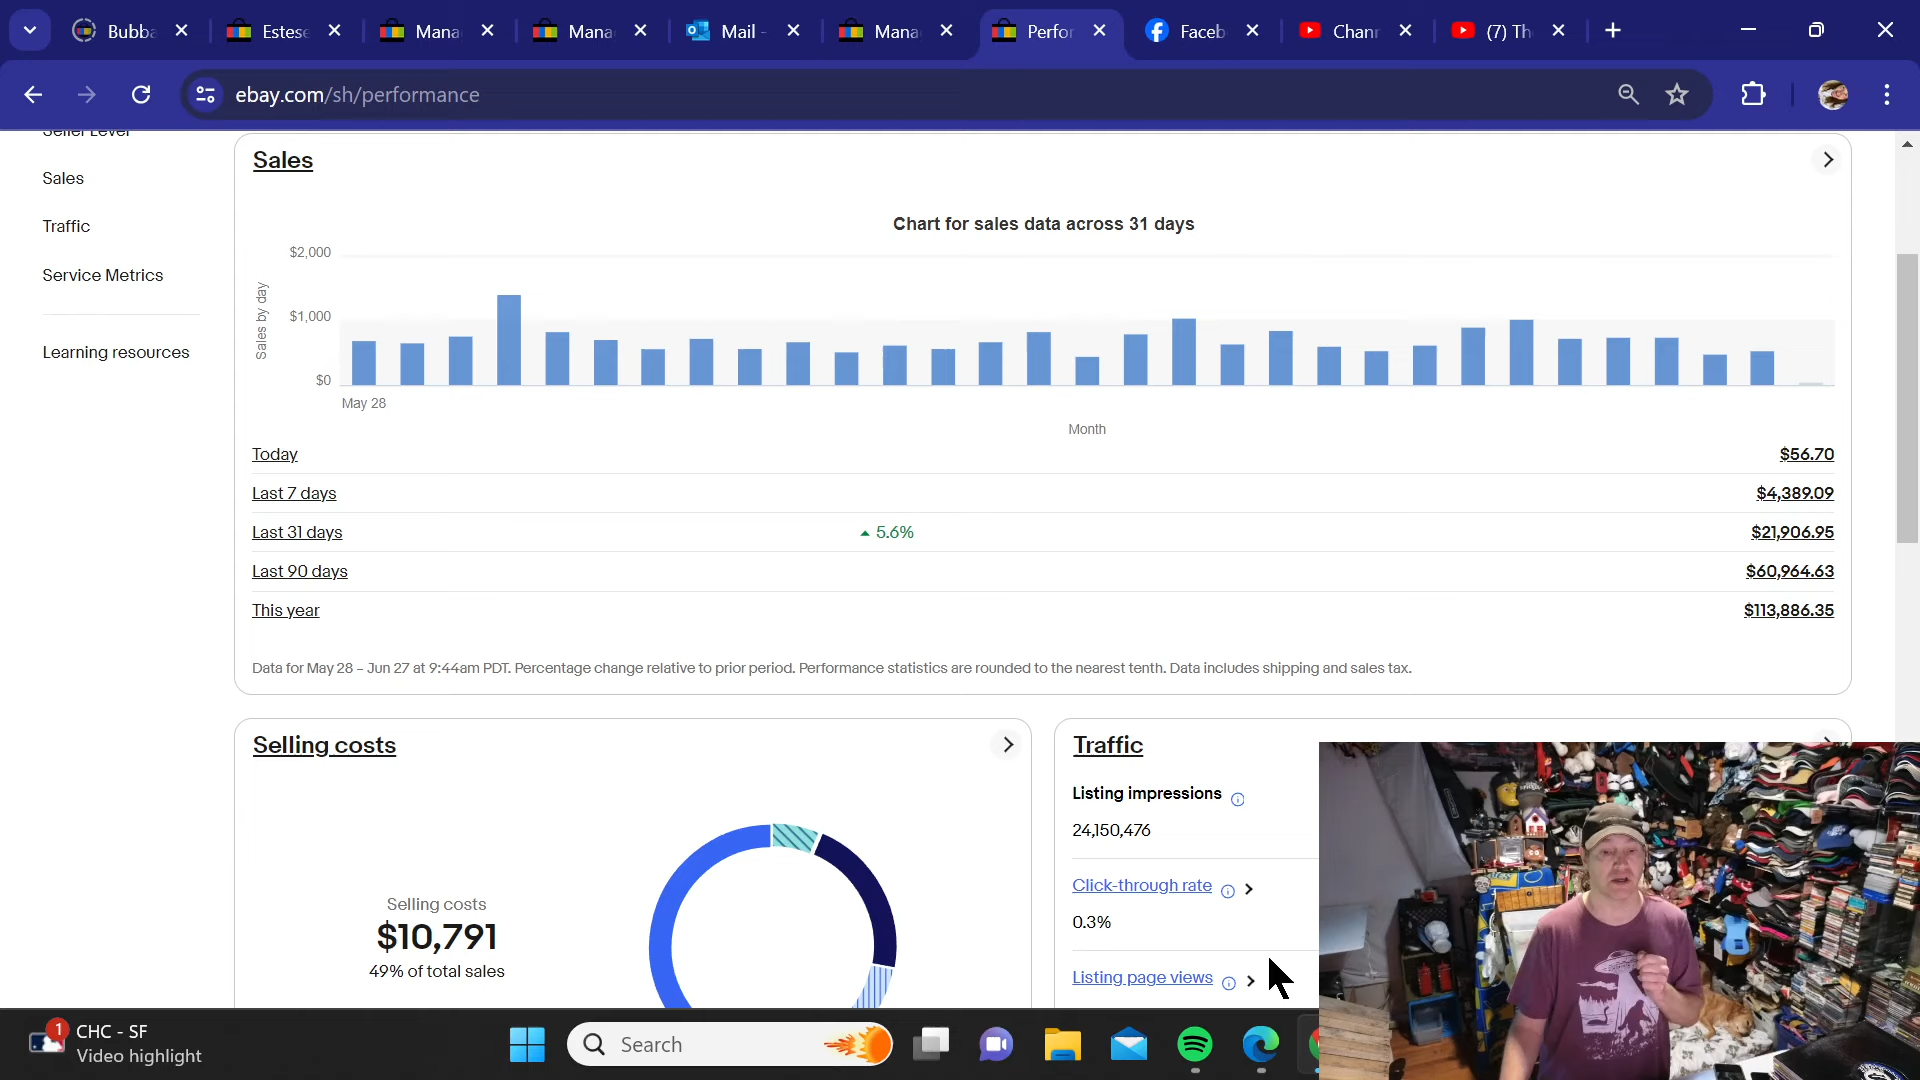 Bubba
Estese
Mana
Mana
Mail -
Mana
Perfor
Faceb
Chan
(7) Th
ebay.com/sh/performance
Seller Level
Sales
Traffic
Service Metrics
Learning resources
Sales
Chart for sales data across 31 days
Sales by day
$2,000
$1,000
$0
May 28
Month
Today
$56.70
Last 7 days
$4,389.09
Last 31 days
5.6%
$21,906.95
Last 90 days
$60,964.63
This year
$113,886.35
Data for May 28 – Jun 27 at 9:44am PDT. Percentage change relative to prior period. Performance statistics are rounded to the nearest tenth. Data includes shipping and sales tax.
Selling costs
Selling costs
$10,791
49% of total sales
Traffic
Listing impressions
24,150,476
Click-through rate
0.3%
Listing page views
1
CHC - SF
Video highlight
Search